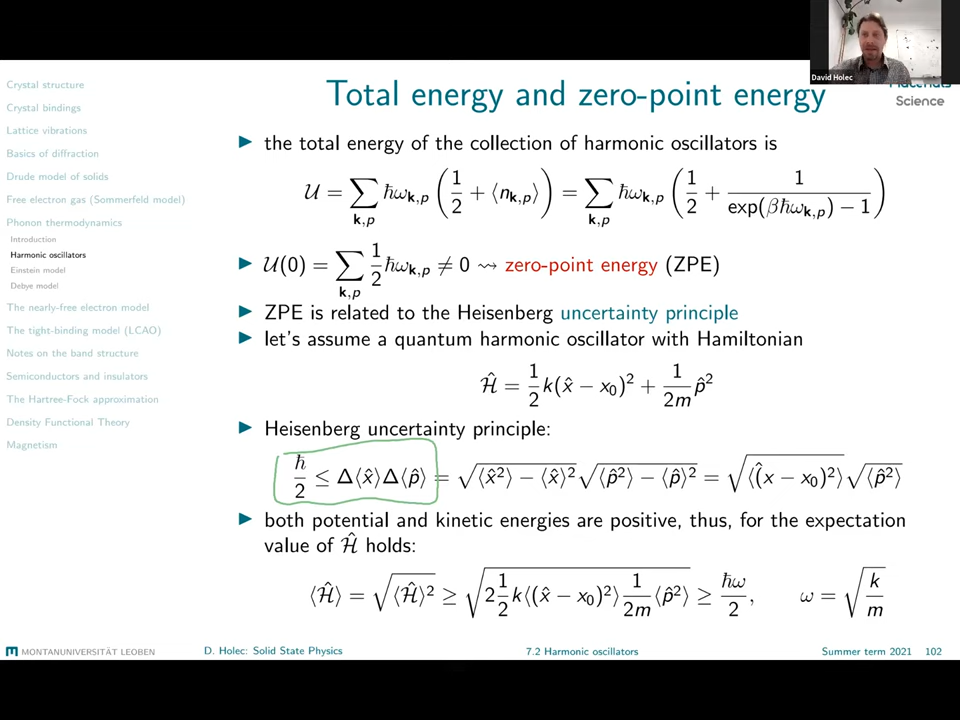 David Holec
Materials
Science
Total energy and zero-point energy
Crystal structure
Crystal bindings
Lattice vibrations
Basics of diffraction
Drude model of solids
Free electron gas (Sommerfeld model)
Phonon thermodynamics
Introduction
Harmonic oscillators
Einstein model
Debye model
The nearly-free electron model
The tight-binding model (LCAO)
Notes on the band structure
Semiconductors and insulators
The Hartree-Fock approximation
Density Functional Theory
Magnetism
▶ the total energy of the collection of harmonic oscillators is
𝒰 = ∑_{k,p} ħω_{k,p} (1/2 + ⟨n_{k,p}⟩) = ∑_{k,p} ħω_{k,p} (1/2 + 1/(exp(βħω_{k,p}) − 1))
▶ 𝒰(0) = ∑_{k,p} 1/2 ħω_{k,p} ≠ 0 ⇝ zero-point energy (ZPE)
▶ ZPE is related to the Heisenberg uncertainty principle
▶ let's assume a quantum harmonic oscillator with Hamiltonian
Ĥ = 1/2 k(x̂ − x₀)² + 1/2m p̂²
▶ Heisenberg uncertainty principle:
ħ/2 ≤ Δ⟨x̂⟩Δ⟨p̂⟩ = √(⟨x̂²⟩ − ⟨x̂⟩²) √(⟨p̂²⟩ − ⟨p̂⟩²) = √(⟨(̂x − x₀)²⟩) √(⟨p̂²⟩)
▶ both potential and kinetic energies are positive, thus, for the expectation
value of Ĥ holds:
⟨Ĥ⟩ = √(⟨Ĥ⟩²) ≥ √(2 1/2 k⟨(x̂ − x₀)²⟩ 1/2m ⟨p̂²⟩) ≥ ħω/2, ω = √(k/m)
MONTANUNIVERSITÄT LEOBEN
D. Holec: Solid State Physics
7.2 Harmonic oscillators
Summer term 2021 102